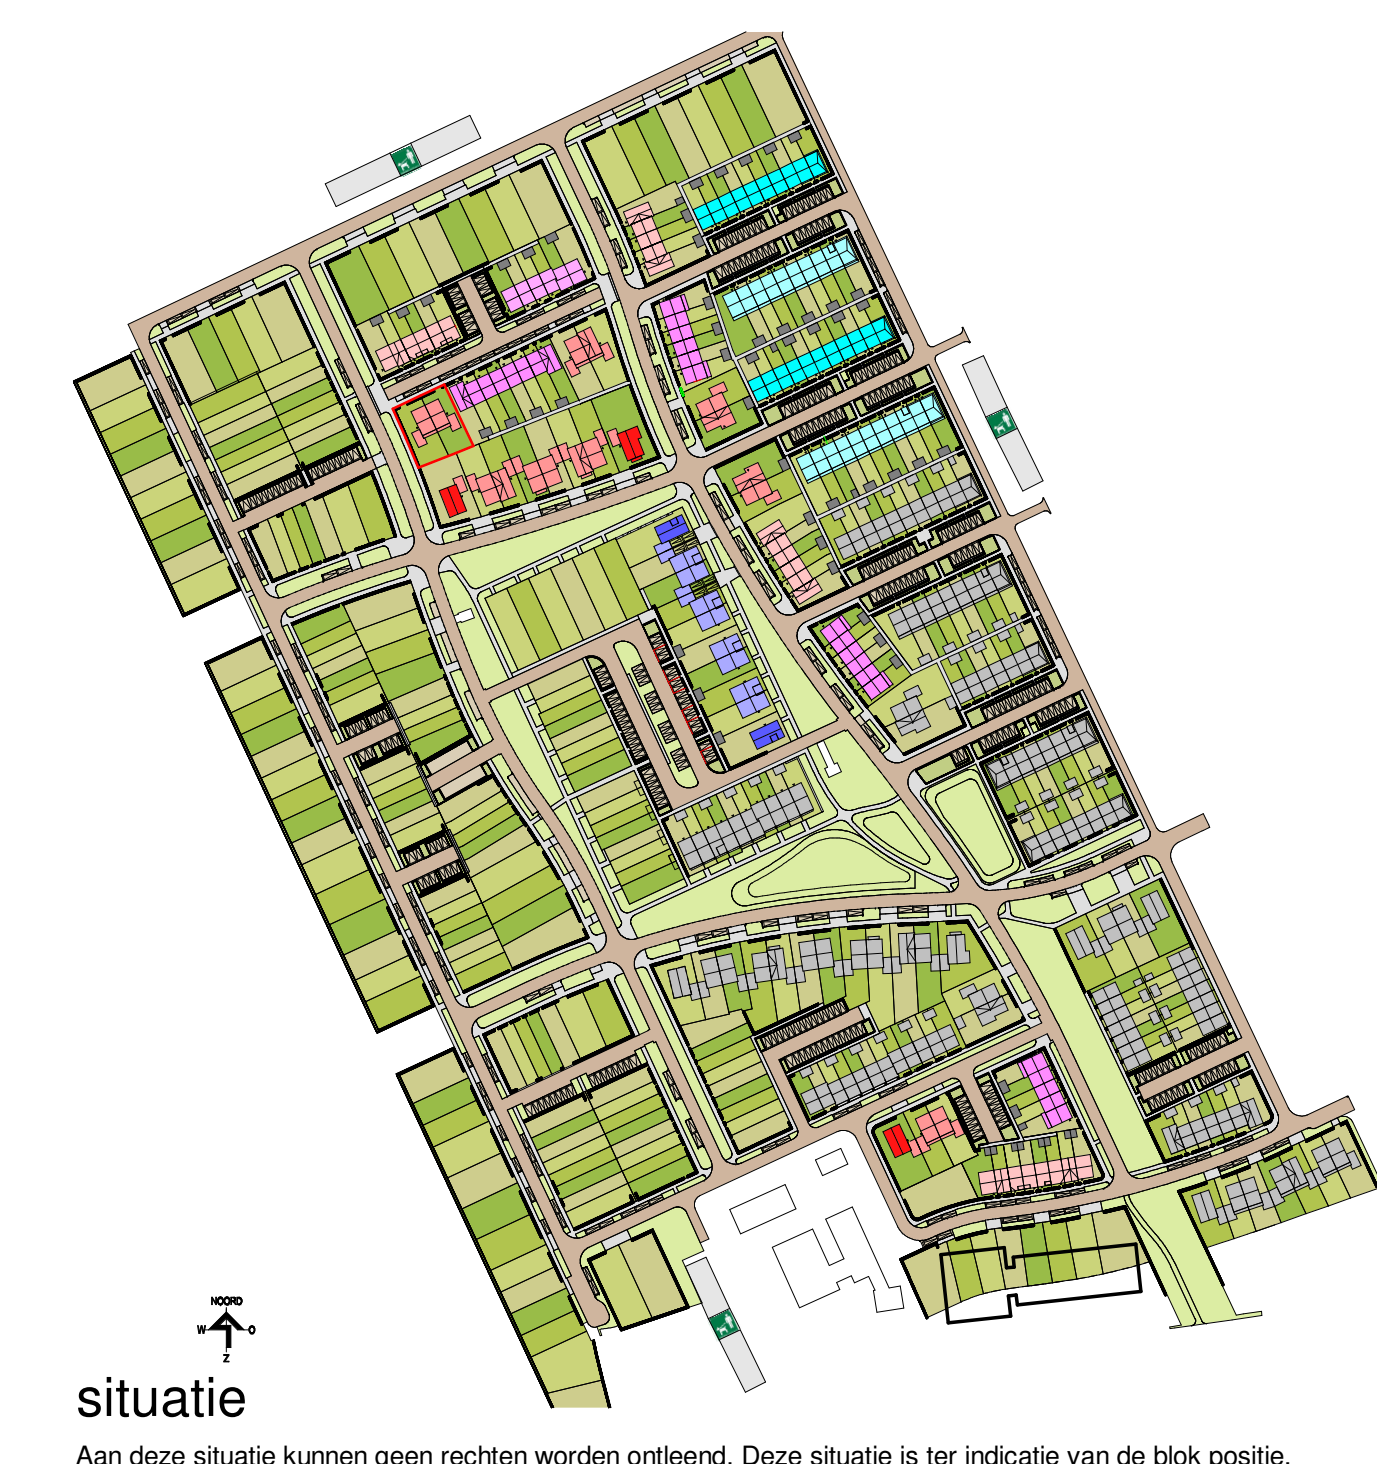 NOORD
W O
Z
situatie
Aan deze situatie kunnen geen rechten worden ontleend. Deze situatie is ter indicatie van de blok positie.